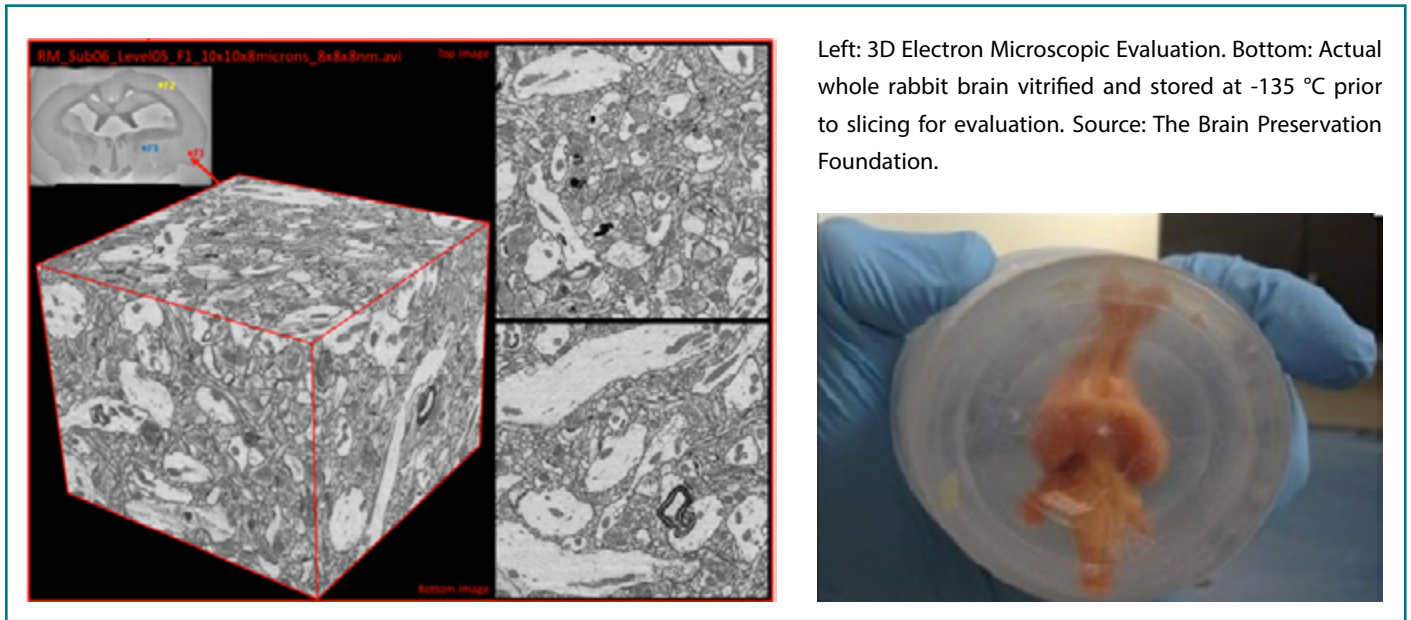 RM_Sub06_Level05_F1_10x10x8microns_8x8x8nm.avi
Top image
F2
F3
F1
Bottom image
Left: 3D Electron Microscopic Evaluation. Bottom: Actual
whole rabbit brain vitrified and stored at -135 °C prior
to slicing for evaluation. Source: The Brain Preservation
Foundation.